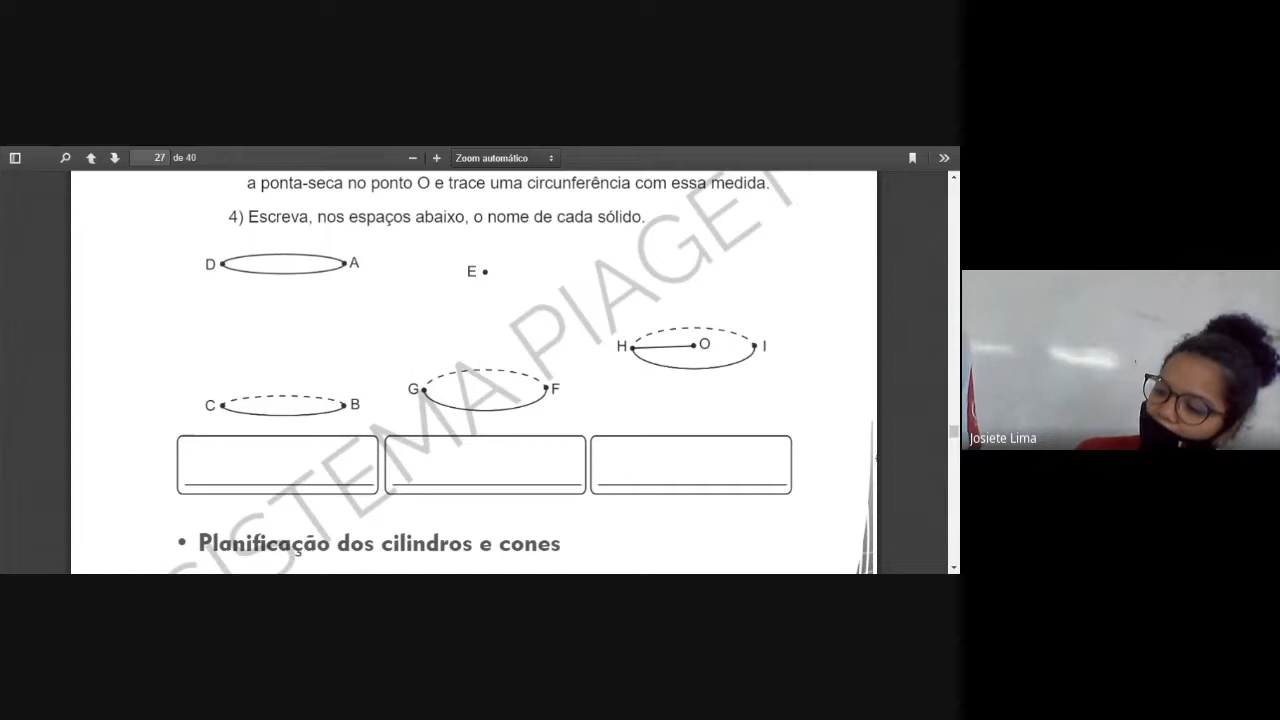 27 de 40
Zoom automático
a ponta-seca no ponto O e trace uma circunferência com essa medida.
4) Escreva, nos espaços abaixo, o nome de cada sólido.
D A
E
H O I
G F
C B
SISTEMA PIAGET
• Planificação dos cilindros e cones
Josiete Lima